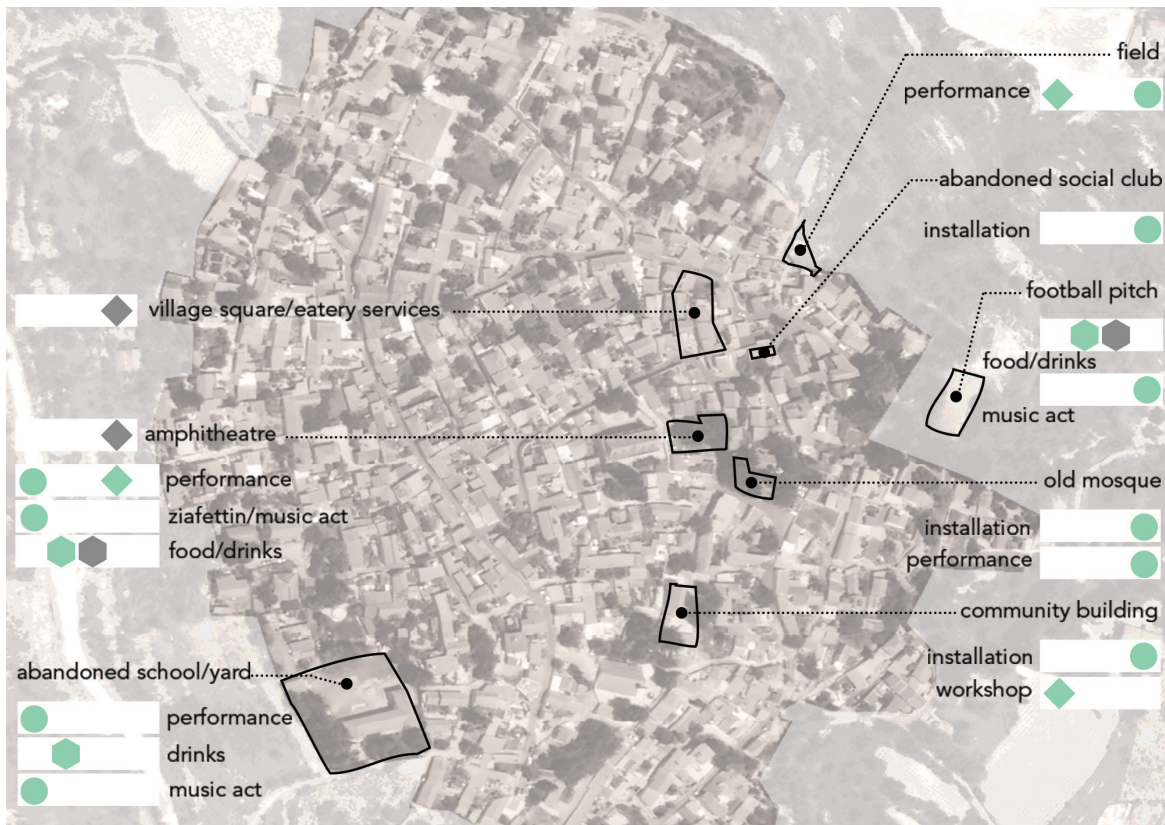 field
performance
abandoned social club
installation
football pitch
food/drinks
music act
old mosque
installation
performance
community building
installation
workshop
village square/eatery services
amphitheatre
performance
ziafettin/music act
food/drinks
abandoned school/yard
performance
drinks
music act